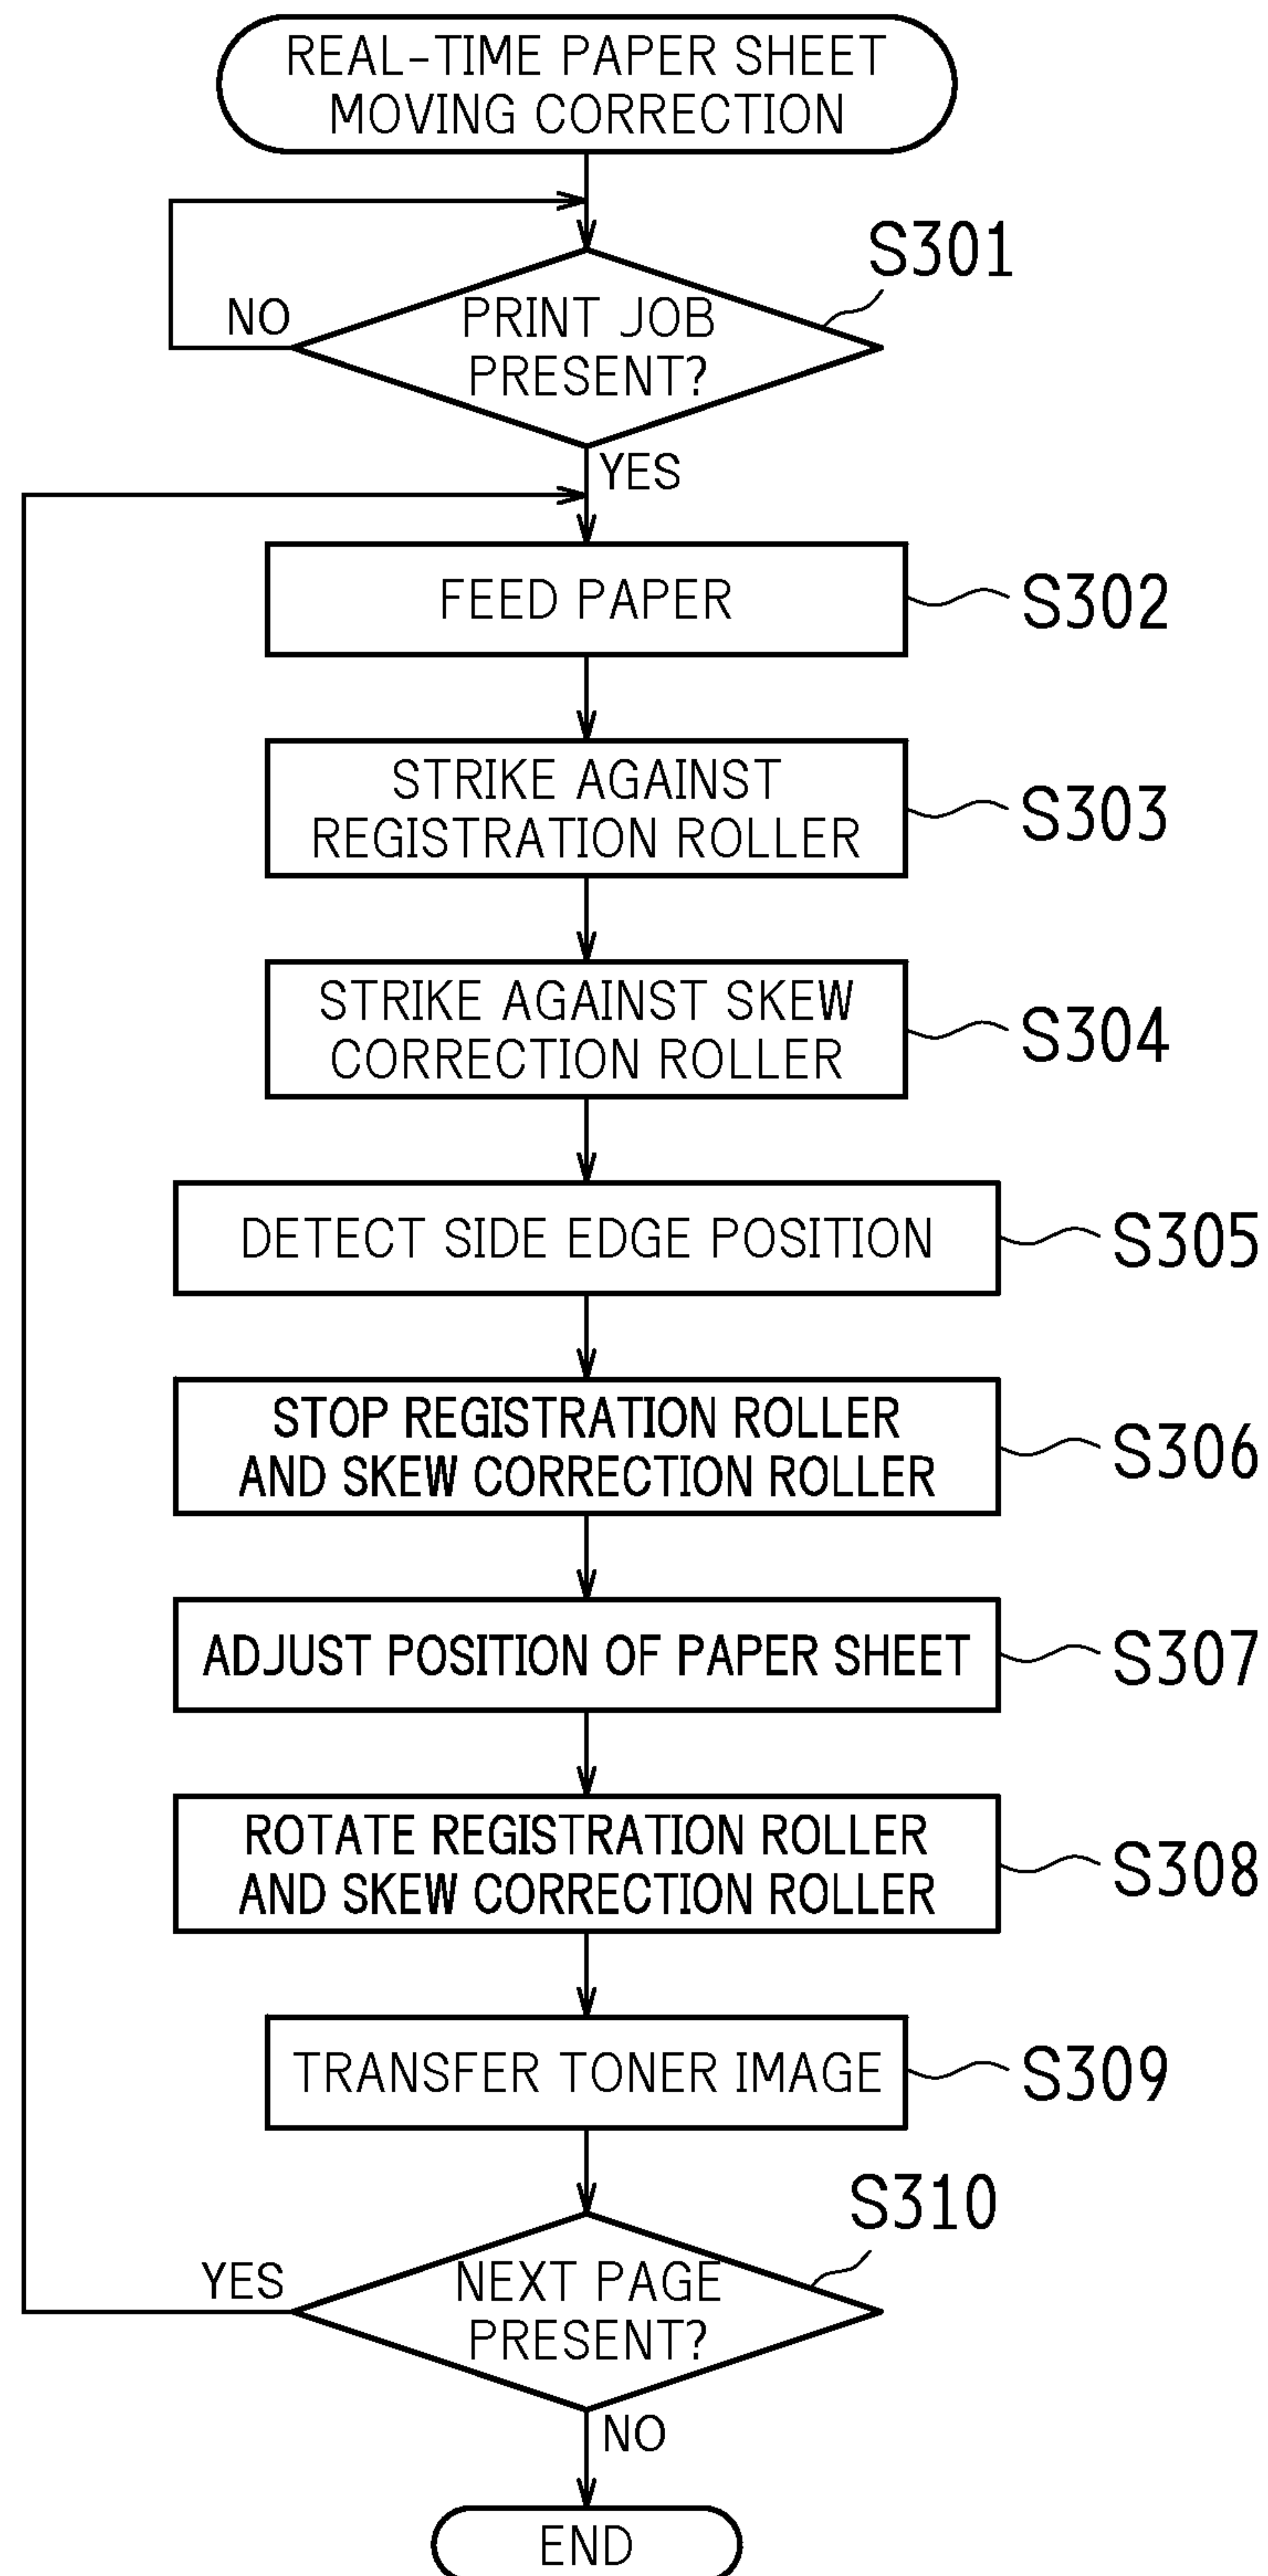 REAL-TIME PAPER SHEET
MOVING CORRECTION
S301
NO
PRINT JOB
PRESENT?
YES
FEED PAPER
S302
STRIKE AGAINST
REGISTRATION ROLLER
S303
STRIKE AGAINST SKEW
CORRECTION ROLLER
S304
DETECT SIDE EDGE POSITION
S305
STOP REGISTRATION ROLLER
AND SKEW CORRECTION ROLLER
S306
ADJUST POSITION OF PAPER SHEET
S307
ROTATE REGISTRATION ROLLER
AND SKEW CORRECTION ROLLER
S308
TRANSFER TONER IMAGE
S309
S310
YES
NEXT PAGE
PRESENT?
NO
END